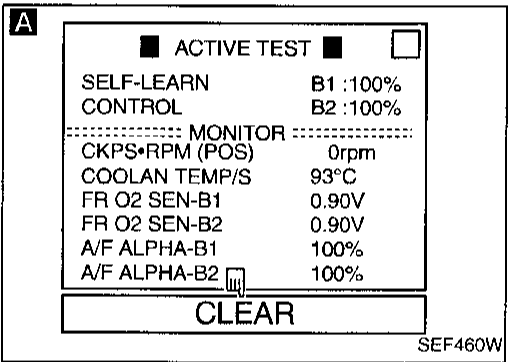 A
ACTIVE TEST
SELF-LEARN B1 :100%
CONTROL B2 :100%
MONITOR
CKPS•RPM (POS) 0rpm
COOLAN TEMP/S 93°C
FR O2 SEN-B1 0.90V
FR O2 SEN-B2 0.90V
A/F ALPHA-B1 100%
A/F ALPHA-B2 100%
CLEAR
SEF460W